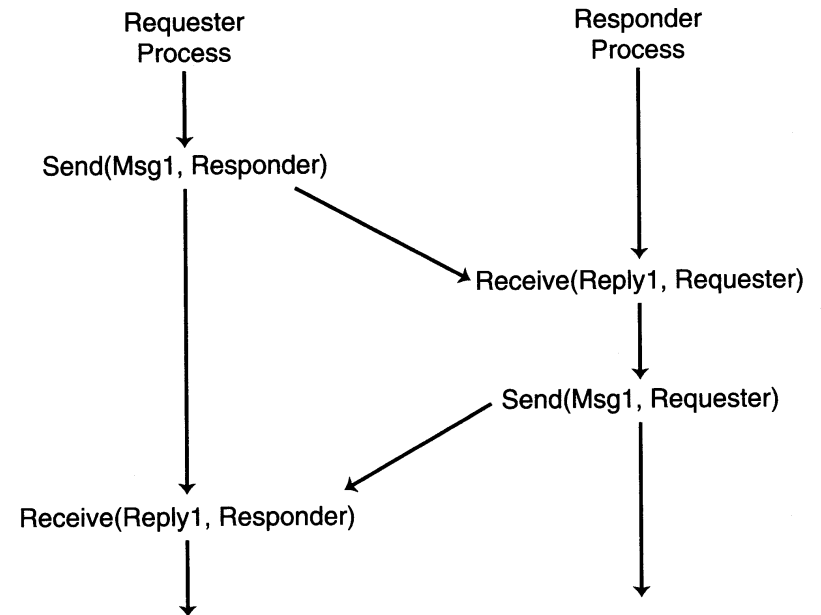 Requester
Process
Responder
Process
Send(Msg1, Responder)
Receive(Reply1, Requester)
Send(Msg1, Requester)
Receive(Reply1, Responder)